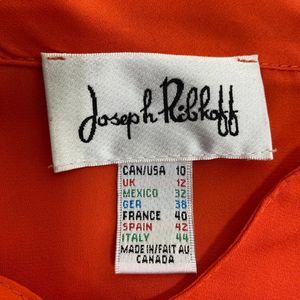 Joseph Ribkoff
CAN/USA 10
UK 12
MEXICO 32
GER 38
FRANCE 40
SPAIN 42
ITALY 44
MADE IN/FAIT AU
CANADA